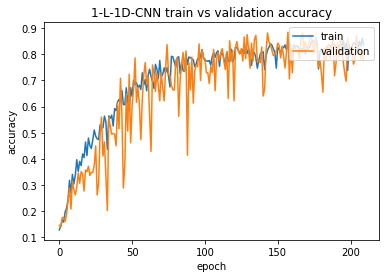 1-L-1D-CNN train vs validation accuracy
train
validation
0.9
0.8
0.7
0.6
0.5
0.4
0.3
0.2
0.1
accuracy
0
50
100
150
200
epoch